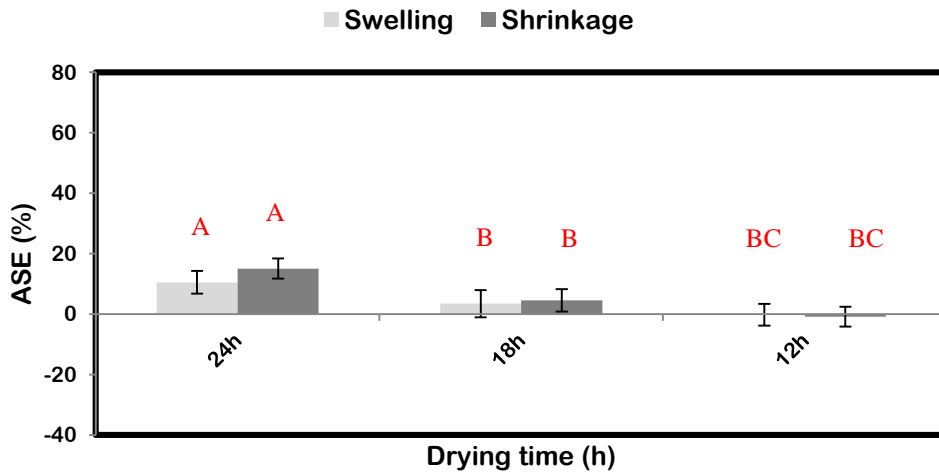 Swelling Shrinkage
80
60
40
20
0
-20
-40
ASE (%)
A A B B BC BC
24h 18h 12h
Drying time (h)